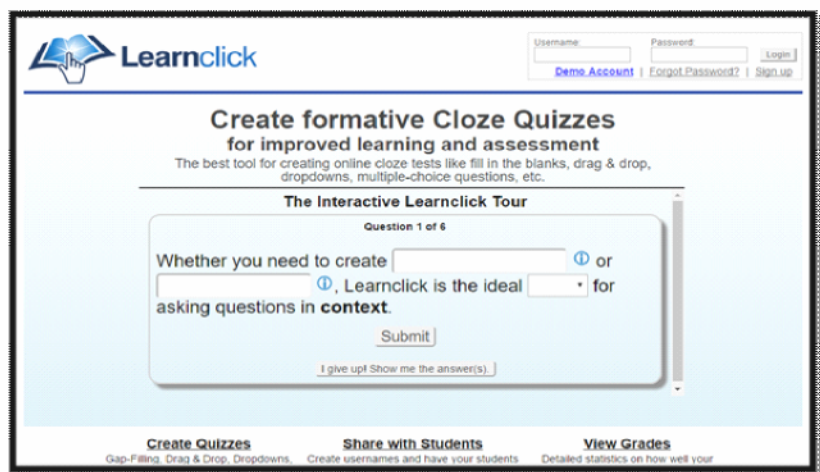 Learnclick
Username: Password:
Login
Demo Account | Forgot Password? | Sign up
Create formative Cloze Quizzes
for improved learning and assessment
The best tool for creating online cloze tests like fill in the blanks, drag & drop,
dropdowns, multiple-choice questions, etc.
The Interactive Learnclick Tour
Question 1 of 6
Whether you need to create or
, Learnclick is the ideal for
asking questions in context.
Submit
I give up! Show me the answer(s).
Create Quizzes Share with Students View Grades
Gap-Filling, Drag & Drop, Dropdowns, Create usernames and have your students Detailed statistics on how well your